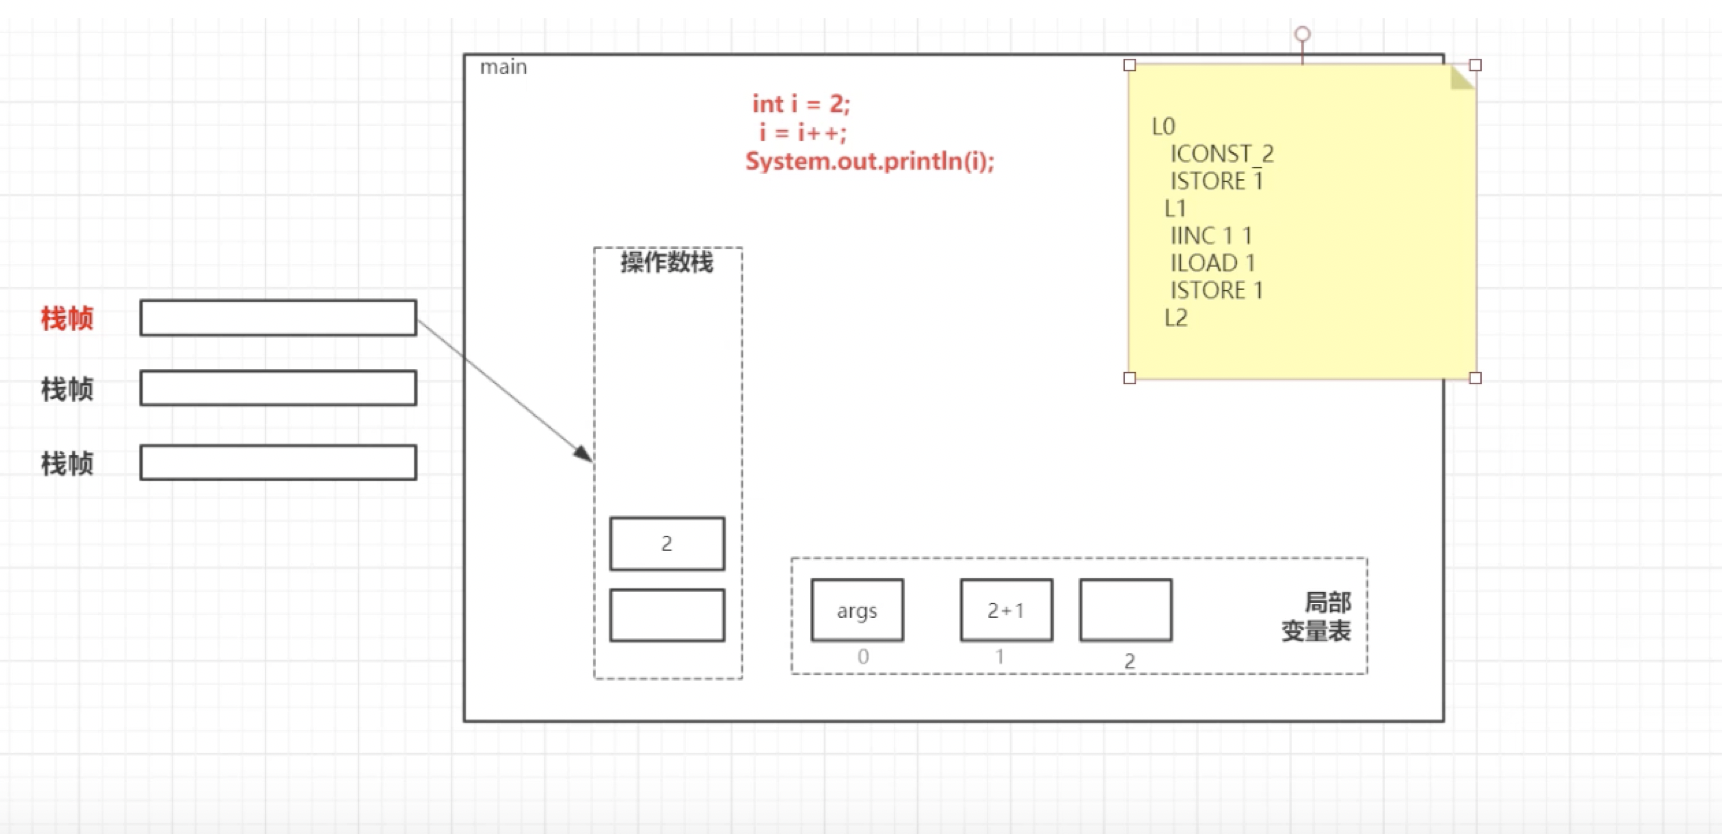 main
int i = 2;
i = i++;
System.out.println(i);
L0
ICONST_2
ISTORE 1
L1
IINC 1 1
ILOAD 1
ISTORE 1
L2
操作数栈
栈帧
栈帧
栈帧
2
args
2+1
0
1
2
局部
变量表